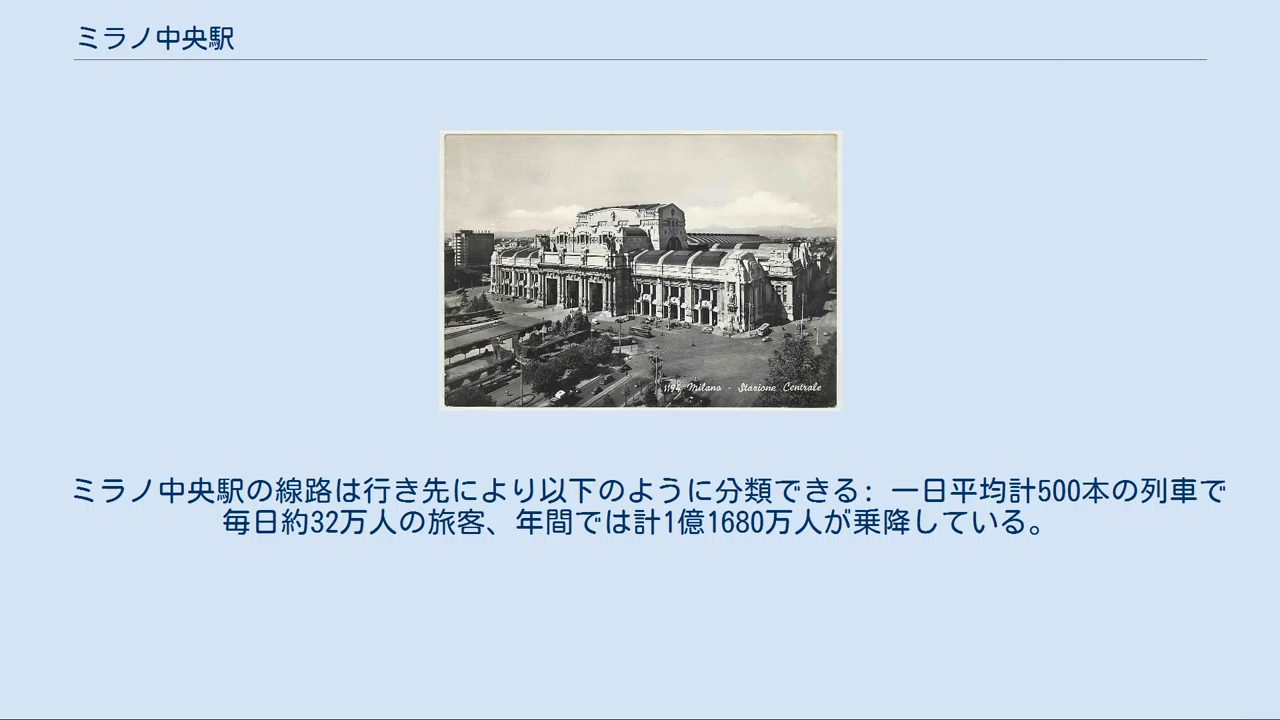 ミラノ中央駅
1194 Milano - Stazione Centrale
ミラノ中央駅の線路は行き先により以下のように分類できる: 一日平均計500本の列車で
毎日約32万人の旅客、年間では計1億1680万人が乗降している。